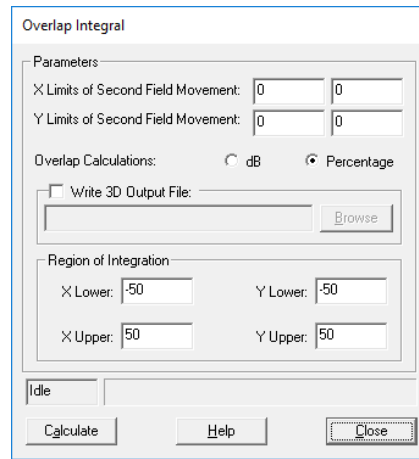 Overlap Integral
Parameters
X Limits of Second Field Movement: 0 0
Y Limits of Second Field Movement: 0 0
Overlap Calculations: dB Percentage
Write 3D Output File:
Browse
Region of Integration
X Lower: -50 Y Lower: -50
X Upper: 50 Y Upper: 50
Idle
Calculate Help Close